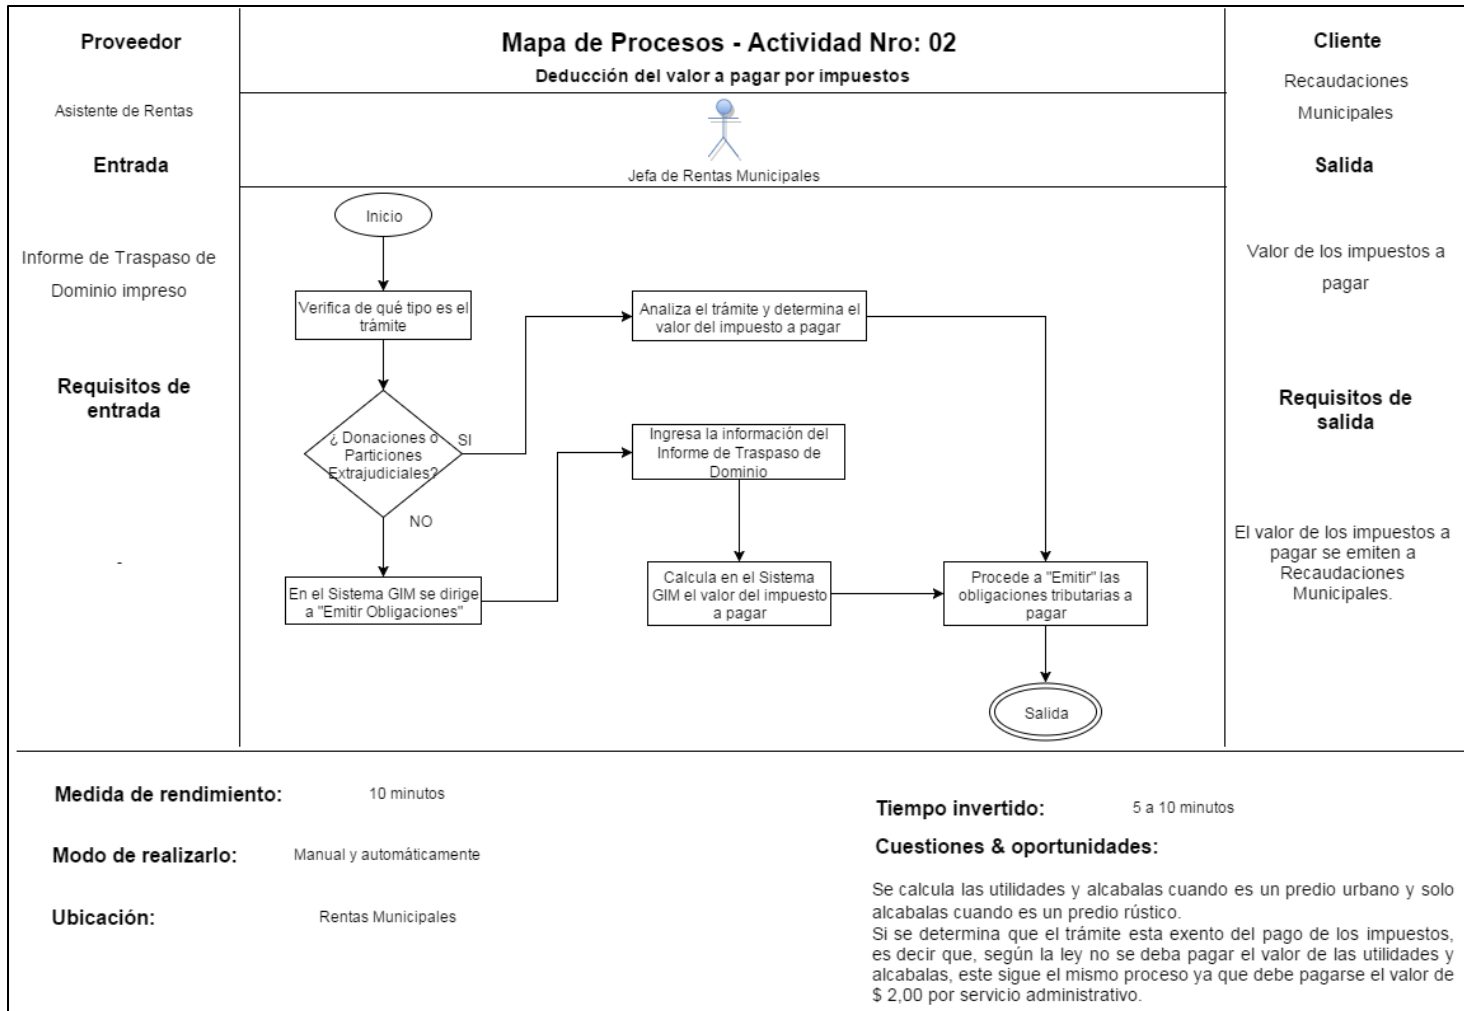 Proveedor
Asistente de Rentas
Entrada
Informe de Traspaso de
Dominio impreso
Requisitos de
entrada
-
Mapa de Procesos - Actividad Nro: 02
Deducción del valor a pagar por impuestos
Jefa de Rentas Municipales
Inicio
Verifica de qué tipo es el
trámite
¿ Donaciones o
Particiones
Extrajudiciales?
SI
NO
Analiza el trámite y determina el
valor del impuesto a pagar
En el Sistema GIM se dirige
a "Emitir Obligaciones"
Ingresa la información del
Informe de Traspaso de
Dominio
Calcula en el Sistema
GIM el valor del impuesto
a pagar
Procede a "Emitir" las
obligaciones tributarias a
pagar
Salida
Cliente
Recaudaciones
Municipales
Salida
Valor de los impuestos a
pagar
Requisitos de
salida
El valor de los impuestos a
pagar se emiten a
Recaudaciones
Municipales.
Medida de rendimiento: 10 minutos
Modo de realizarlo: Manual y automáticamente
Ubicación: Rentas Municipales
Tiempo invertido: 5 a 10 minutos
Cuestiones & oportunidades:
Se calcula las utilidades y alcabalas cuando es un predio urbano y solo
alcabalas cuando es un predio rústico.
Si se determina que el trámite esta exento del pago de los impuestos,
es decir que, según la ley no se deba pagar el valor de las utilidades y
alcabalas, este sigue el mismo proceso ya que debe pagarse el valor de
$ 2,00 por servicio administrativo.